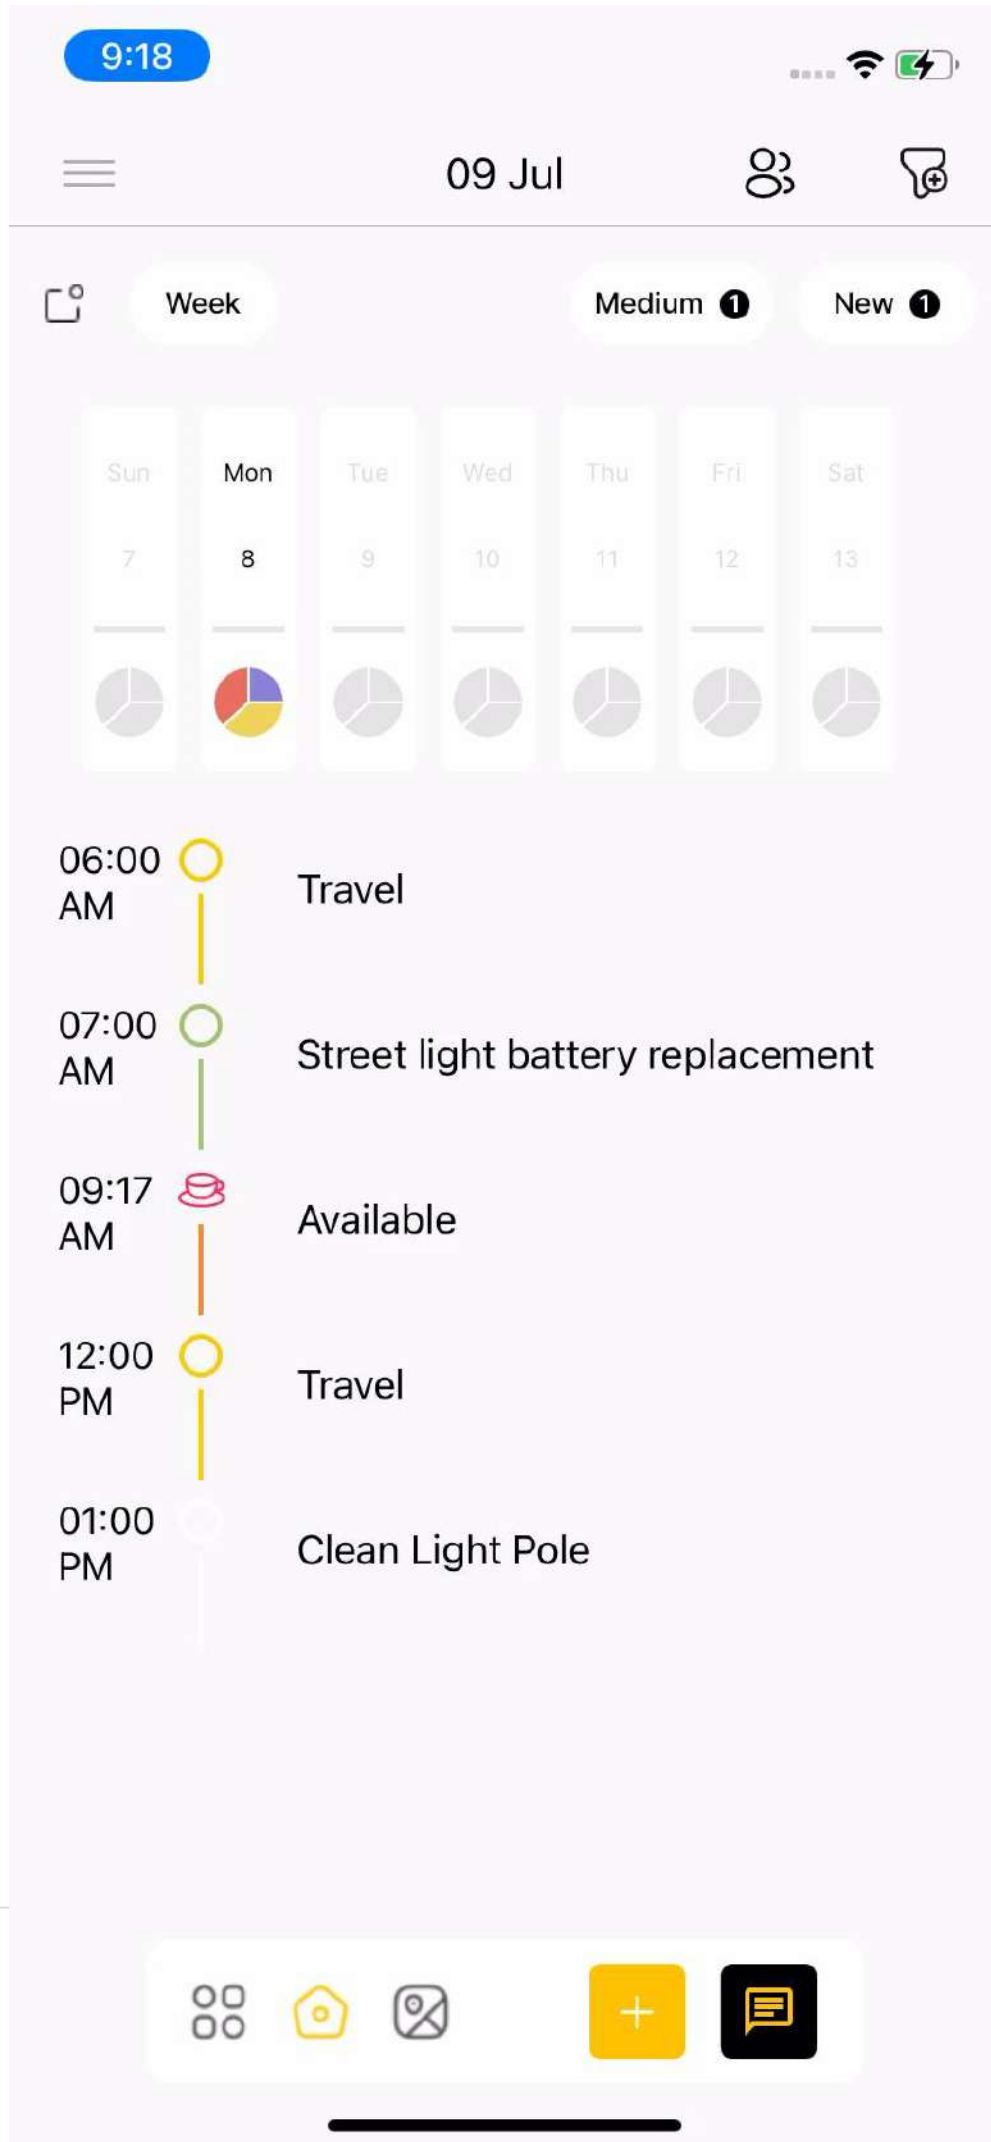 9:18
09 Jul
Week
Medium 1
New 1
Sun Mon Tue Wed Thu Fri Sat
7 8 9 10 11 12 13
06:00 AM
Travel
07:00 AM
Street light battery replacement
09:17 AM
Available
12:00 PM
Travel
01:00 PM
Clean Light Pole